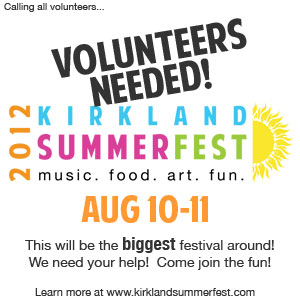 Calling all volunteers...
VOLUNTEERS
NEEDED!
2012
KIRKLAND
SUMMERFEST
music. food. art. fun.
AUG 10-11
This will be the biggest festival around!
We need your help!  Come join the fun!
Learn more at www.kirklandsummerfest.com